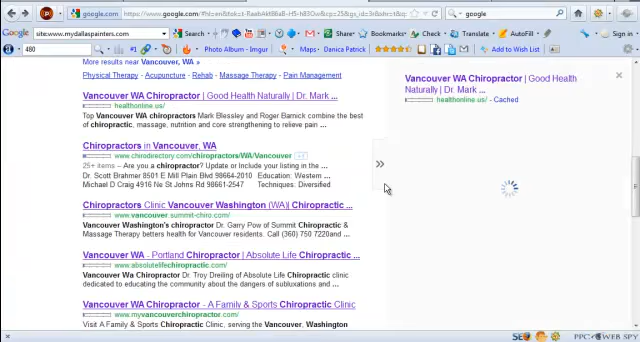 google.com
https://www.google.com/#hl=en&tek=t
google
Google
site:www.mydallaspainters.com
Search
Share
Bookmarks
Check
Translate
AutoFill
Sign In
480
Photo Album - Imgur
Maps
Danica Patrick
#1
Add to Wish List
More results near Vancouver, WA »
Physical Therapy - Acupuncture - Rehab - Massage Therapy - Pain Management
Vancouver WA Chiropractor | Good Health Naturally | Dr. Mark ...
healthonline.us/
Top Vancouver WA chiropractors Mark Blessley and Roger Barnick combine the
best of chiropractic, massage, nutrition and core strengthening to relieve pain ...
Chiropractors in Vancouver, WA
www.chirodirectory.com/chiropractors/WA/Vancouver
+1
25+ items – Are you a chiropractor? Update or Include your listing in the ...
Dr. Scott Brahmer 8501 E Mill Plain Blvd 98664-2010 Education: Western ...
Michael D Craig 4916 Ne St Johns Rd 98661-2547 Techniques: Diversified
Chiropractors Clinic Vancouver Washington (WA)| Chiropractic ...
www.vancouver.summit-chiro.com/
Vancouver Washington's chiropractor Dr. Garry Pow of Summit Chiropractic &
Massage Therapy betters health for Vancouver residents. Call (360) 750 7220and ...
Vancouver WA - Portland Chiropractor | Absolute Life Chiropractic ...
www.absolutelifechiropractic.com/
Vancouver Wa Chiropractor Dr. Troy Dreiling of Absolute Life Chiropractic clinic
dedicated to educating the community about the dangers of subluxations and ...
Vancouver WA Chiropractor - A Family & Sports Chiropractic Clinic
www.myvancouverchiropractor.com/
Visit A Family & Sports Chiropractic Clinic, serving the Vancouver, Washington
Vancouver WA Chiropractor | Good Health
Naturally | Dr. Mark ...
healthonline.us/ - Cached
PPC WEB SPY